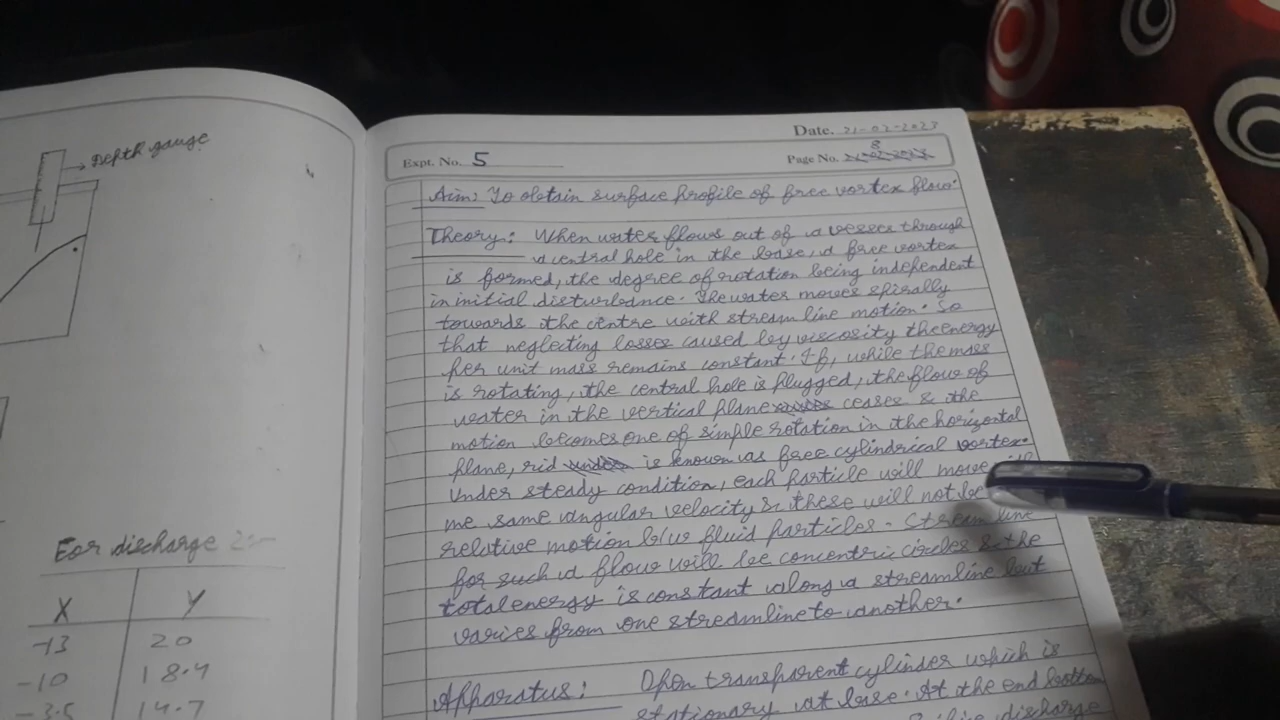 Depth gauge
For discharge 2:-
X Y
-13 20
-10 18.4
-3.5 14.7
Date. 21-02-2023
Expt. No. 5
Page No. 8
Aim: To obtain surface profile of free vortex flow.
Theory: When water flows out of a vessel through
a central hole in the base, a free vortex
is formed, the degree of rotation being independent
in initial disturbance. The water moves spirally
towards the centre with stream line motion. So
that neglecting losses caused by viscosity the energy
per unit mass remains constant. If, while the mass
is rotating, the central hole is plugged, the flow of
water in the vertical plane ceases & the
motion becomes one of simple rotation in the horizontal
plane, is known as free cylindrical vortex.
Under steady condition, each particle will move
same angular velocity & these will not be
relative motion b/w fluid particles. Stream line
for such a flow will be concentric circles & the
total energy is constant along a streamline but
varies from one streamline to another.
Apparatus: Open transparent cylinder which is
stationary at base. At the end bottom
discharge